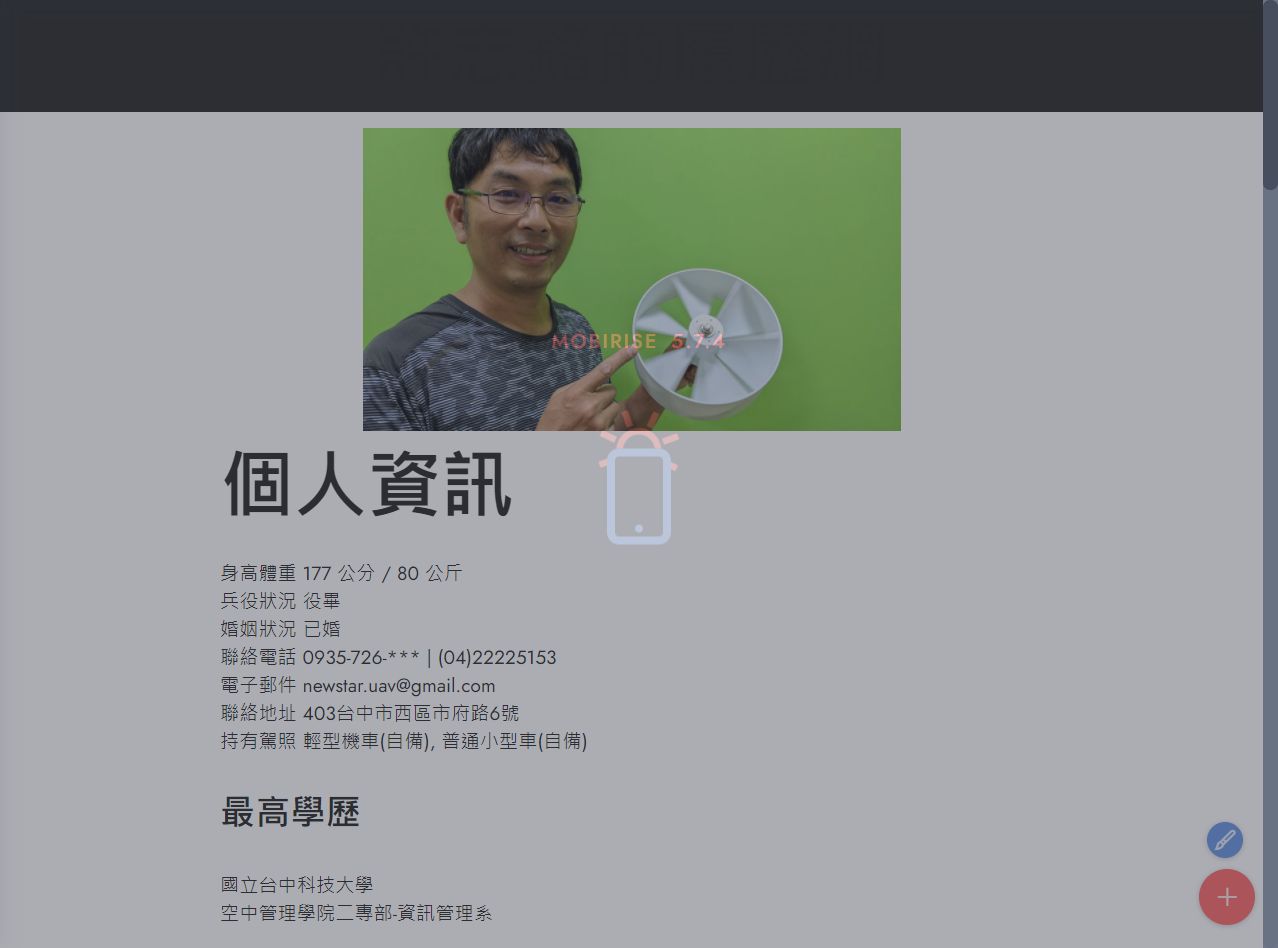 MOBIRISE 5.7.4
個人資訊
身高體重 177 公分 / 80 公斤
兵役狀況 役畢
婚姻狀況 已婚
聯絡電話 0935-726-*** | (04)22225153
電子郵件 newstar.uav@gmail.com
聯絡地址 403台中市西區市府路6號
持有駕照 輕型機車(自備), 普通小型車(自備)
最高學歷
國立台中科技大學
空中管理學院二專部-資訊管理系